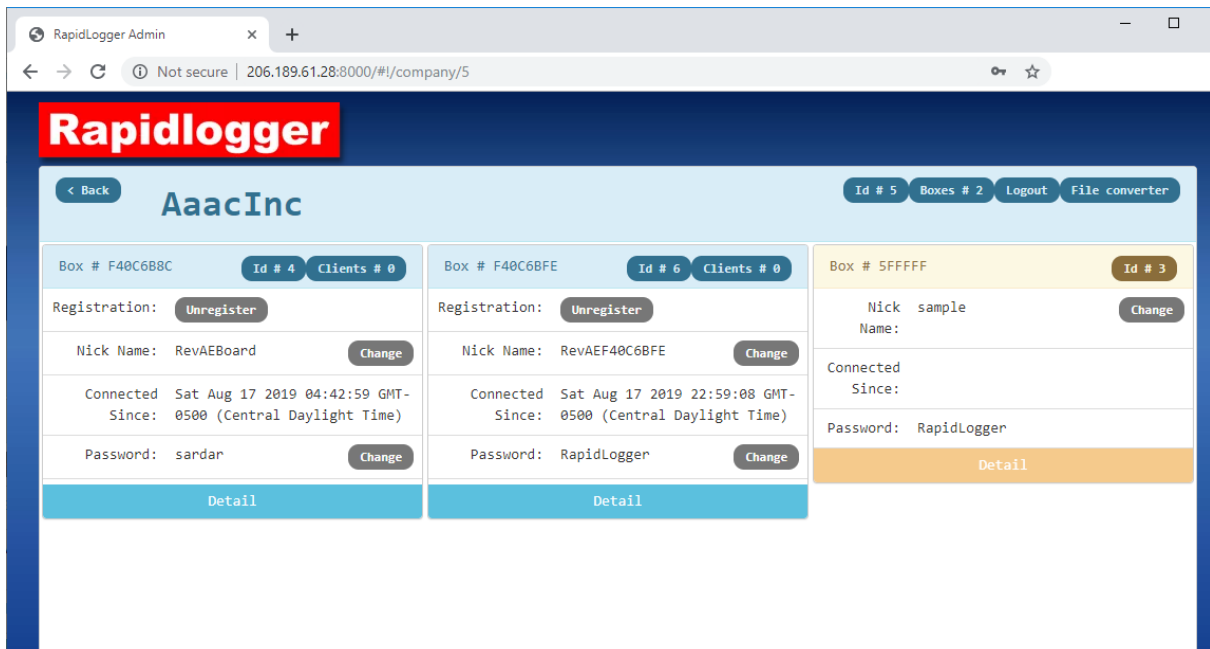 RapidLogger Admin
Not secure | 206.189.61.28:8000/#!/company/5
Rapidlogger
< Back
AaacInc
Id # 5 Boxes # 2 Logout File converter
Box # F40C6B8C Id # 4 Clients # 0
Registration: Unregister
Nick Name: RevAEBoard Change
Connected Since: Sat Aug 17 2019 04:42:59 GMT-
0500 (Central Daylight Time)
Password: sardar Change
Detail
Box # F40C6BFE Id # 6 Clients # 0
Registration: Unregister
Nick Name: RevAEF40C6BFE Change
Connected Since: Sat Aug 17 2019 22:59:08 GMT-
0500 (Central Daylight Time)
Password: RapidLogger Change
Detail
Box # 5FFFFF Id # 3
Nick Name: sample Change
Connected
Since:
Password: RapidLogger
Detail